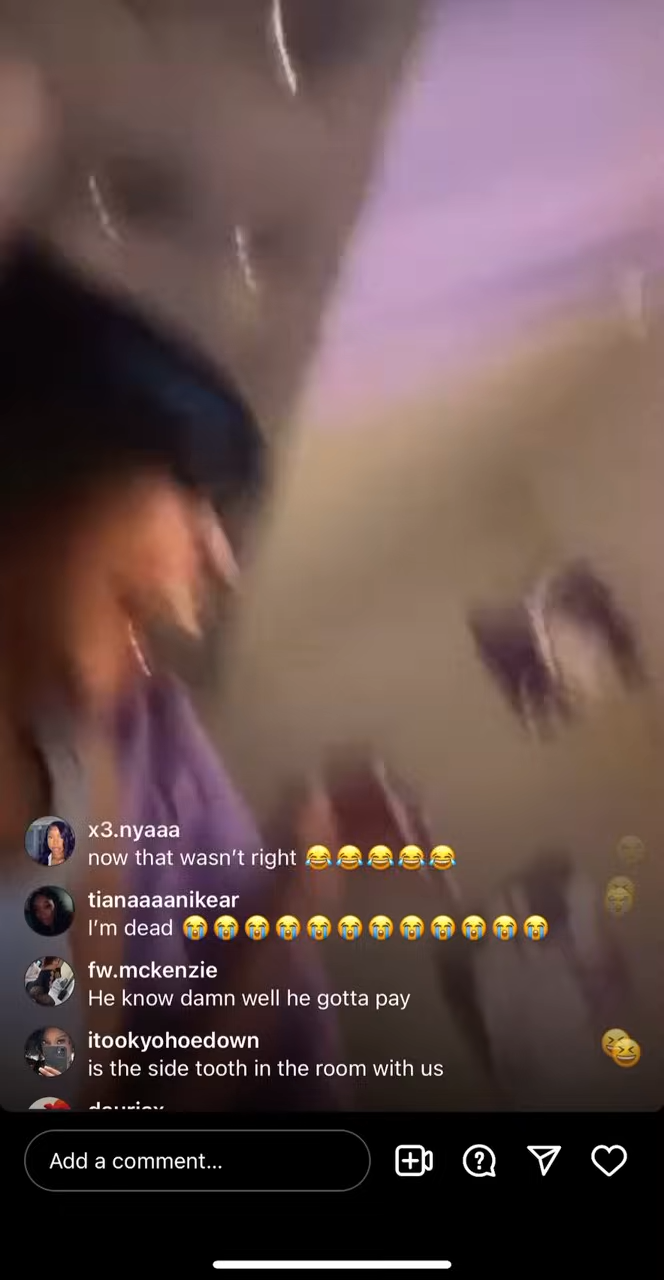 x3.nyaaa
now that wasn’t right 😂😂😂😂😂
tianaaaanikear
I’m dead 😭😭😭😭😭😭😭😭😭😭😭😭
fw.mckenzie
He know damn well he gotta pay
itookyohoedown
is the side tooth in the room with us
Add a comment...